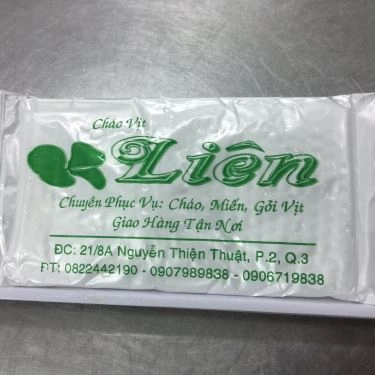 Cháo Vịt
Liên
Chuyên Phục Vụ: Cháo, Miến, Gỏi Vịt
Giao Hàng Tận Nơi
ĐC: 21/8A Nguyễn Thiện Thuật, P.2, Q.3
ĐT: 0822442190 - 0907989838 - 0906719838